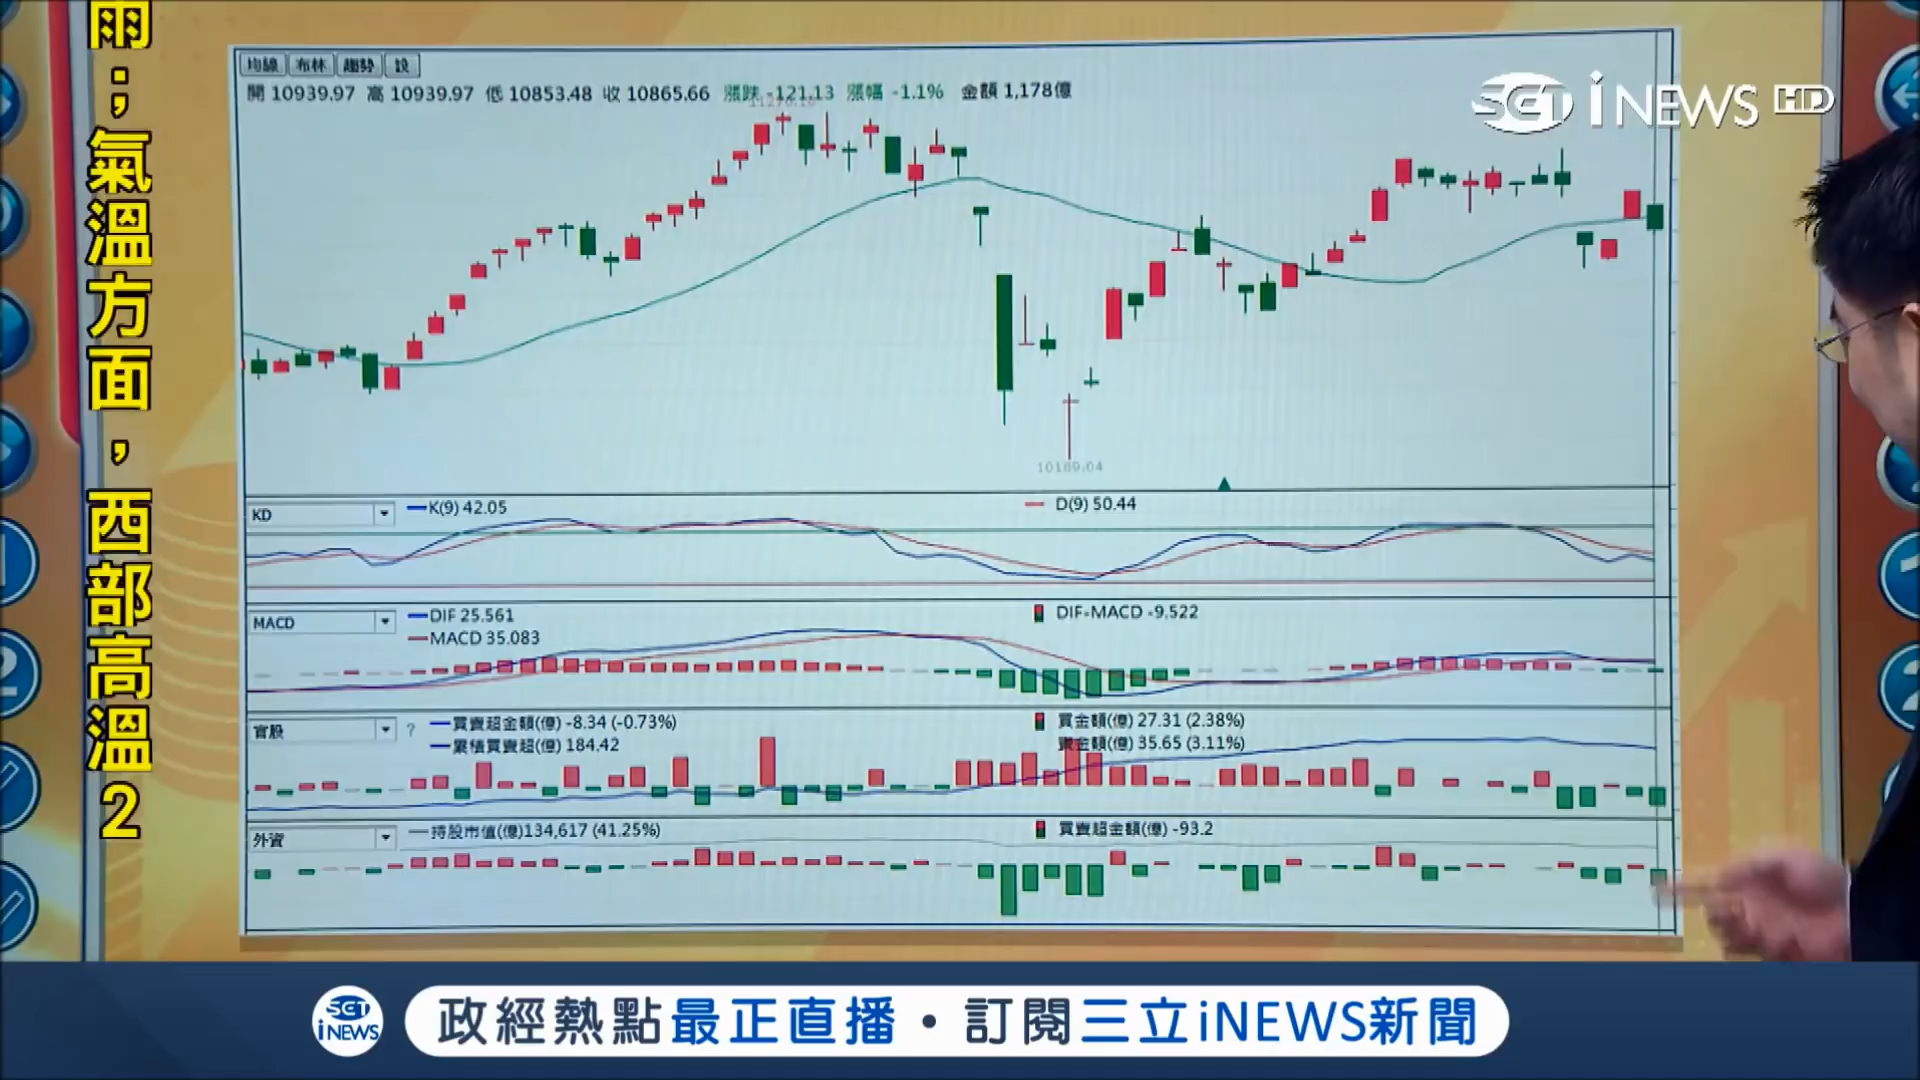 雨；氣溫方面，西部高溫2
均線 布林 趨勢 設
開 10939.97 高 10939.97 低 10853.48 收 10865.66 漲跌 -121.13 漲幅 -1.1% 金額 1,178億
SET iNEWS HD
10189.04
KD K(9) 42.05 D(9) 50.44
MACD DIF 25.561 DIF-MACD -9.522
MACD 35.083
官股 ? 買賣超金額(億) -8.34 (-0.73%) 買金額(億) 27.31 (2.38%)
累積買賣超(億) 184.42 賣金額(億) 35.65 (3.11%)
外資 持股市值(億)134,617 (41.25%) 買賣超金額(億) -93.2
1
2
SET iNEWS
政經熱點最正直播・訂閱三立iNEWS新聞